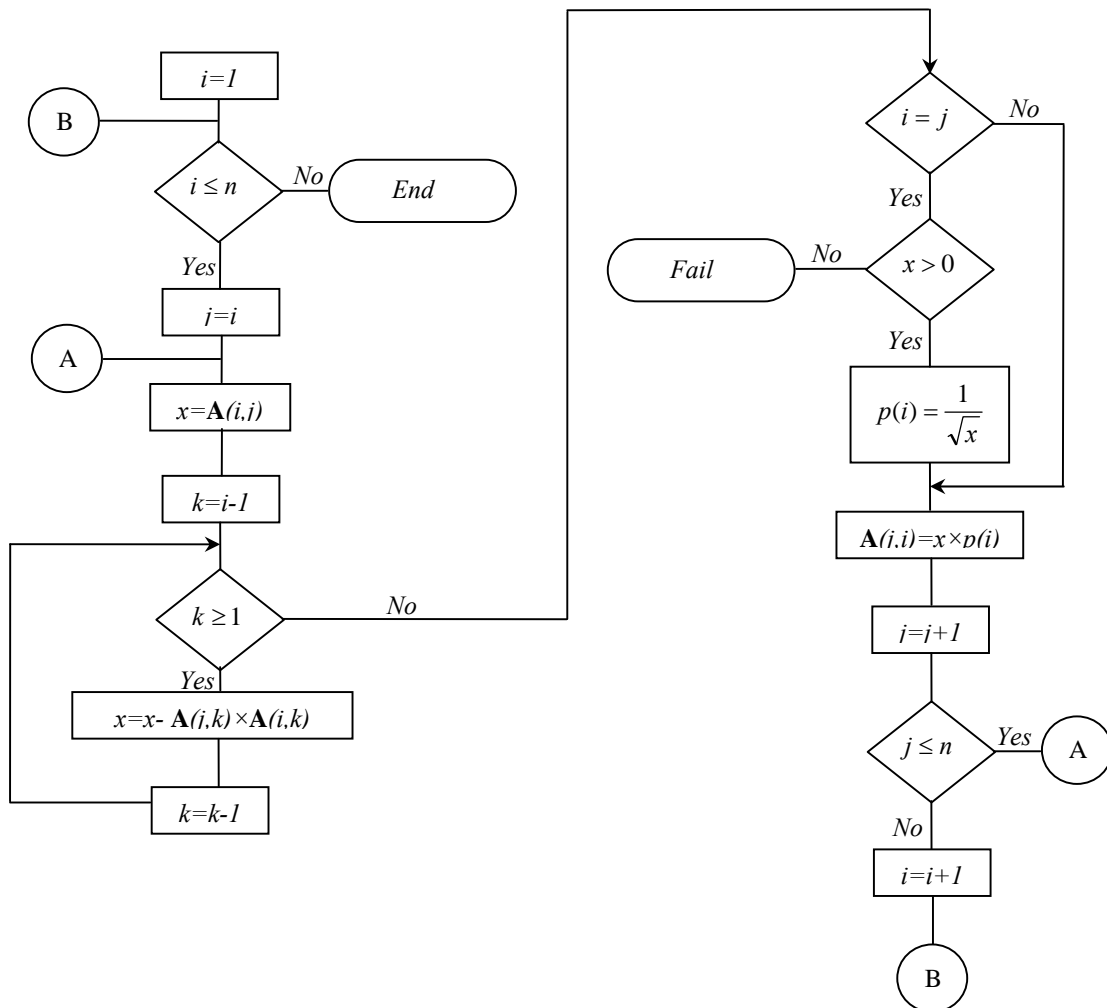 i=1
B
i ≤ n
No
End
Yes
j=i
A
x=A(i,j)
k=i-1
k ≥ 1
No
Yes
x=x- A(j,k)×A(i,k)
k=k-1
i = j
No
Yes
x > 0
No
Fail
Yes
p(i) = 1/√x
A(j,i)=x×p(i)
j=j+1
j ≤ n
Yes
A
No
i=i+1
B